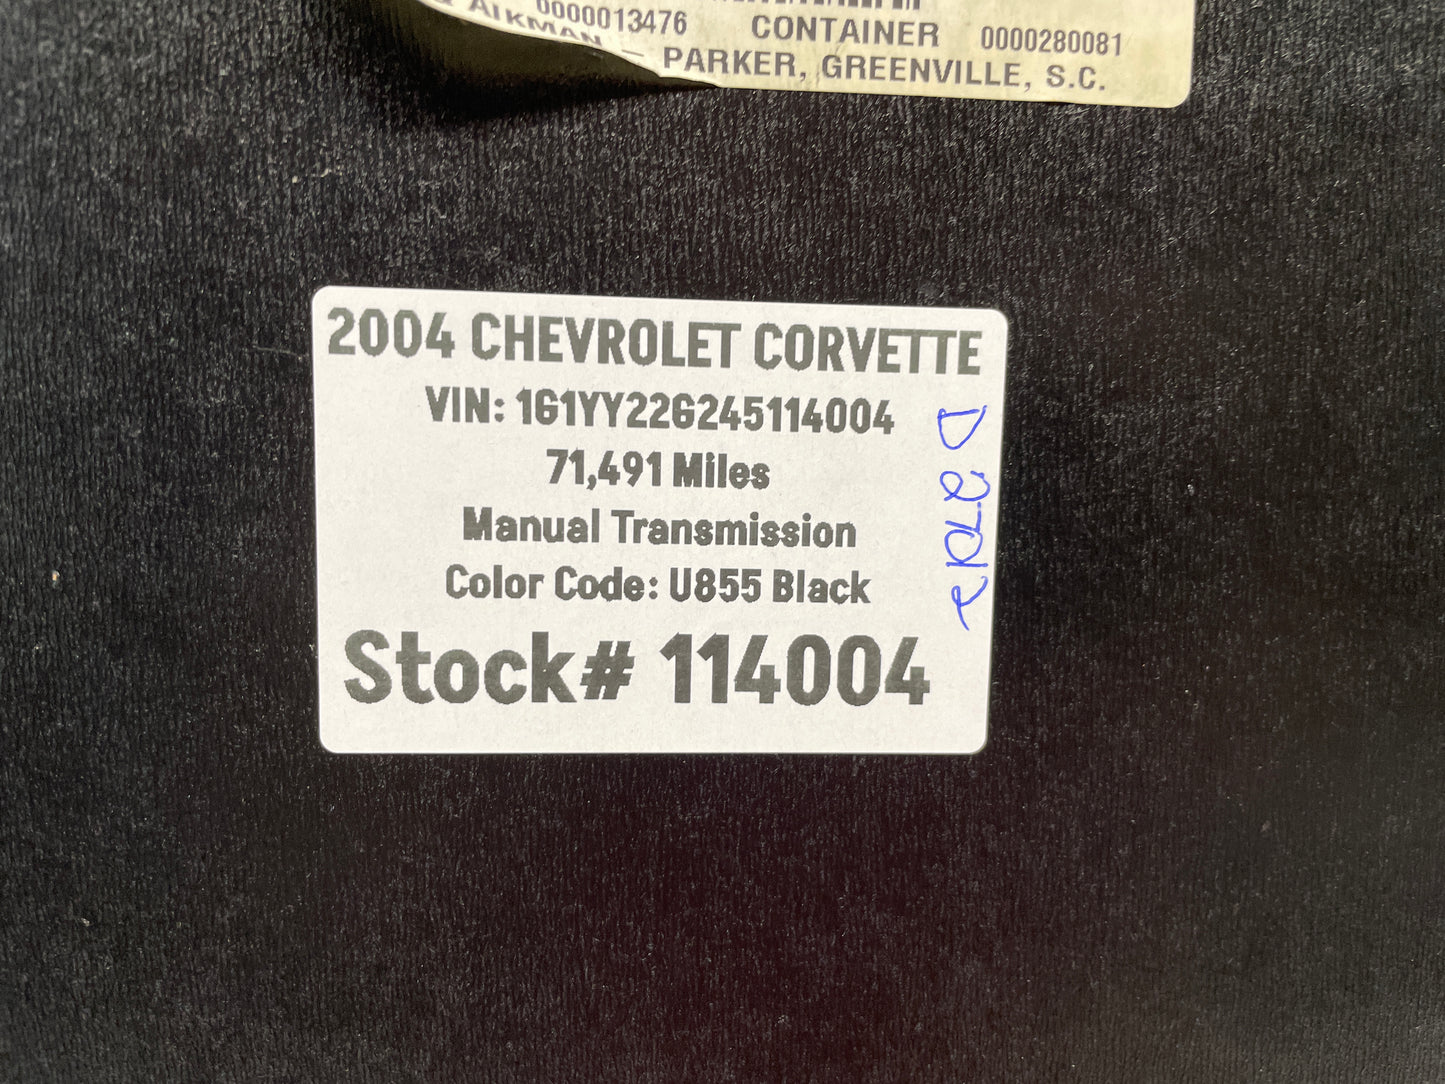 0000013476 CONTAINER 0000280081
AIKMAN - PARKER, GREENVILLE, S.C.
2004 CHEVROLET CORVETTE
VIN: 1G1YY22G245114004
71,491 Miles
Manual Transmission
Color Code: U855 Black
Stock# 114004